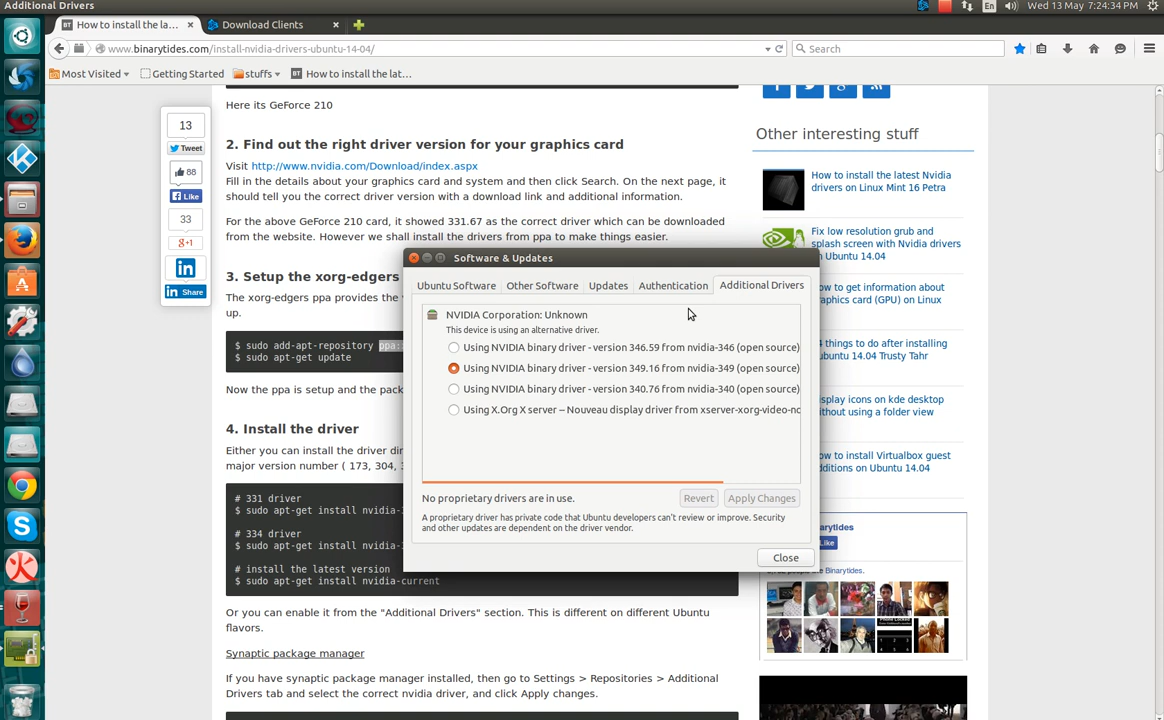 Additional Drivers
En
Wed 13 May 7:24:34 PM
BT How to install the la...
Download Clients
www.binarytides.com/install-nvidia-drivers-ubuntu-14-04/
Search
Most Visited
Getting Started
stuffs
BT How to install the lat...
13
Tweet
88
Like
33
g+1
in
in Share
Here its GeForce 210
2. Find out the right driver version for your graphics card
Visit http://www.nvidia.com/Download/index.aspx
Fill in the details about your graphics card and system and then click Search. On the next page, it
should tell you the correct driver version with a download link and additional information.
For the above GeForce 210 card, it showed 331.67 as the correct driver which can be downloaded
from the website. However we shall install the drivers from ppa to make things easier.
3. Setup the xorg-edgers
The xorg-edgers ppa provides the
up.
$ sudo add-apt-repository ppa:
$ sudo apt-get update
Now the ppa is setup and the pack
4. Install the driver
Either you can install the driver dir
major version number ( 173, 304,
# 331 driver
$ sudo apt-get install nvidia-
# 334 driver
$ sudo apt-get install nvidia-
# install the latest version
$ sudo apt-get install nvidia-current
Or you can enable it from the "Additional Drivers" section. This is different on different Ubuntu
flavors.
Synaptic package manager
If you have synaptic package manager installed, then go to Settings > Repositories > Additional
Drivers tab and select the correct nvidia driver, and click Apply changes.
Software & Updates
Ubuntu Software
Other Software
Updates
Authentication
Additional Drivers
NVIDIA Corporation: Unknown
This device is using an alternative driver.
Using NVIDIA binary driver - version 346.59 from nvidia-346 (open source)
Using NVIDIA binary driver - version 349.16 from nvidia-349 (open source)
Using NVIDIA binary driver - version 340.76 from nvidia-340 (open source)
Using X.Org X server -- Nouveau display driver from xserver-xorg-video-no
No proprietary drivers are in use.
Revert
Apply Changes
A proprietary driver has private code that Ubuntu developers can't review or improve. Security
and other updates are dependent on the driver vendor.
Close
Other interesting stuff
How to install the latest Nvidia
drivers on Linux Mint 16 Petra
Fix low resolution grub and
splash screen with Nvidia drivers
on Ubuntu 14.04
ow to get information about
graphics card (GPU) on Linux
things to do after installing
ubuntu 14.04 Trusty Tahr
isplay icons on kde desktop
ithout using a folder view
ow to install Virtualbox guest
dditions on Ubuntu 14.04
inarytides
Like
people like Binarytides.